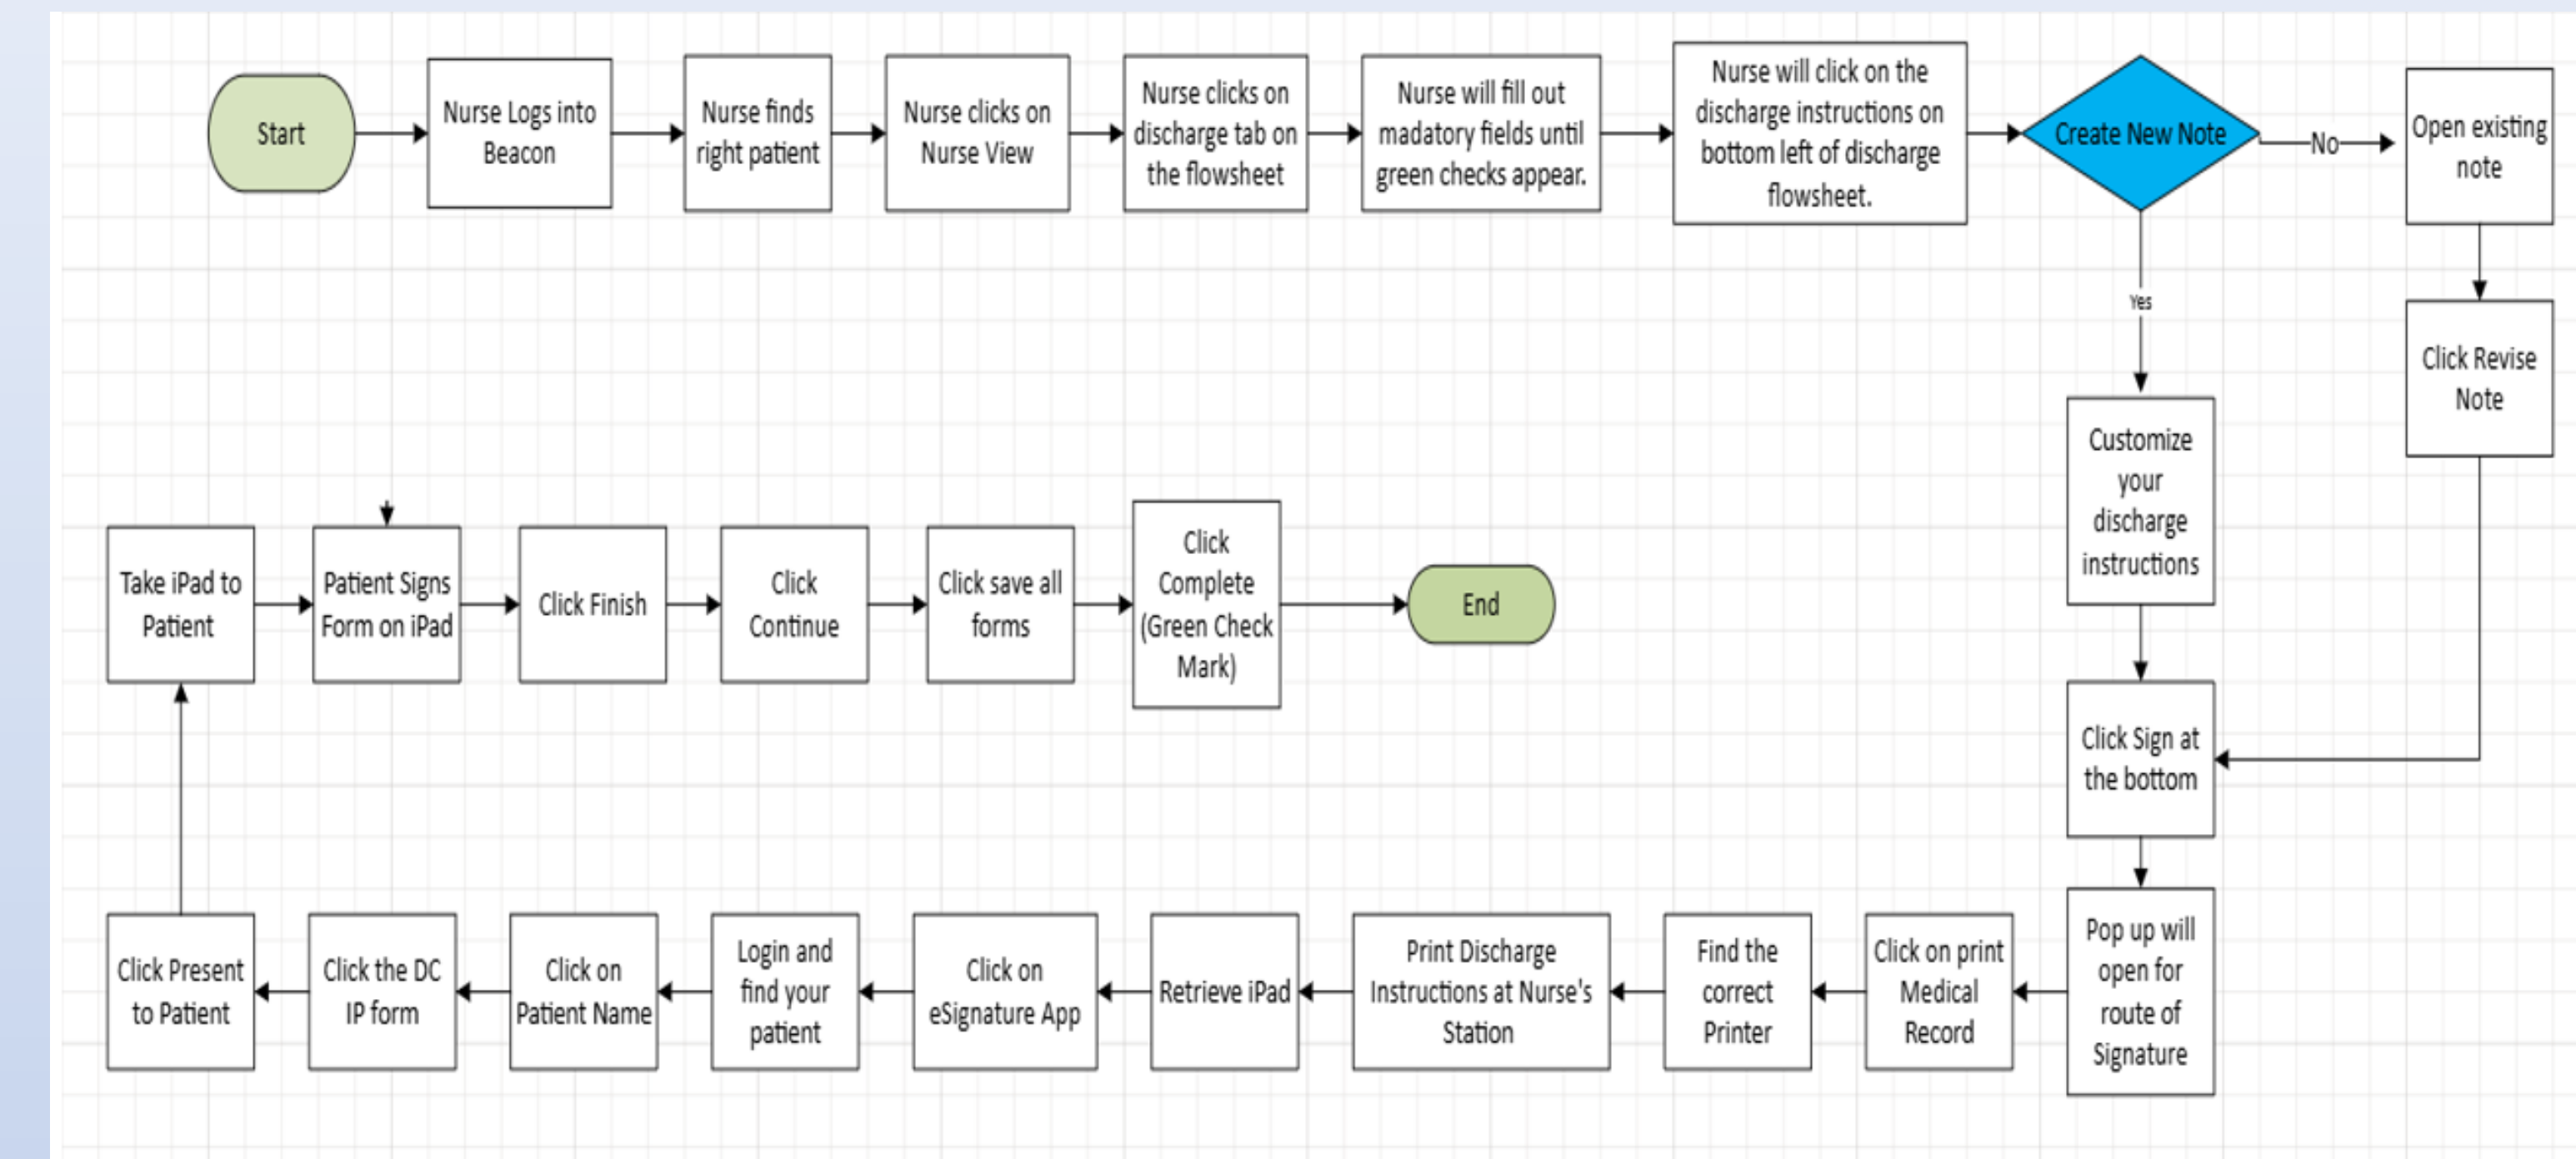 Start
Nurse Logs into
Beacon
Nurse finds
right patient
Nurse clicks on
Nurse View
Nurse clicks on
discharge tab on
the flowsheet
Nurse will fill out
madatory fields until
green checks appear.
Nurse will click on the
discharge instructions on
bottom left of discharge
flowsheet.
Create New Note
No
Open existing
note
Yes
Click Revise
Note
Customize
your
discharge
instructions
Click Sign at
the bottom
Pop up will
open for
route of
Signature
Click on print
Medical
Record
Find the
correct
Printer
Print Discharge
Instructions at Nurse's
Station
Retrieve iPad
Click on
eSignature App
Login and
find your
patient
Click on
Patient Name
Click the DC
IP form
Click Present
to Patient
Take iPad to
Patient
Patient Signs
Form on iPad
Click Finish
Click
Continue
Click save all
forms
Click
Complete
(Green Check
Mark)
End